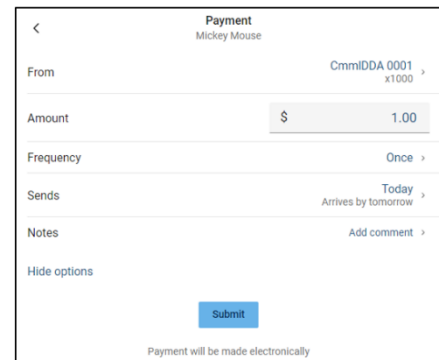 Payment
Mickey Mouse
From
CmmlDDA 0001
x1000
Amount
$ 1.00
Frequency
Once
Sends
Today
Arrives by tomorrow
Notes
Add comment
Hide options
Submit
Payment will be made electronically